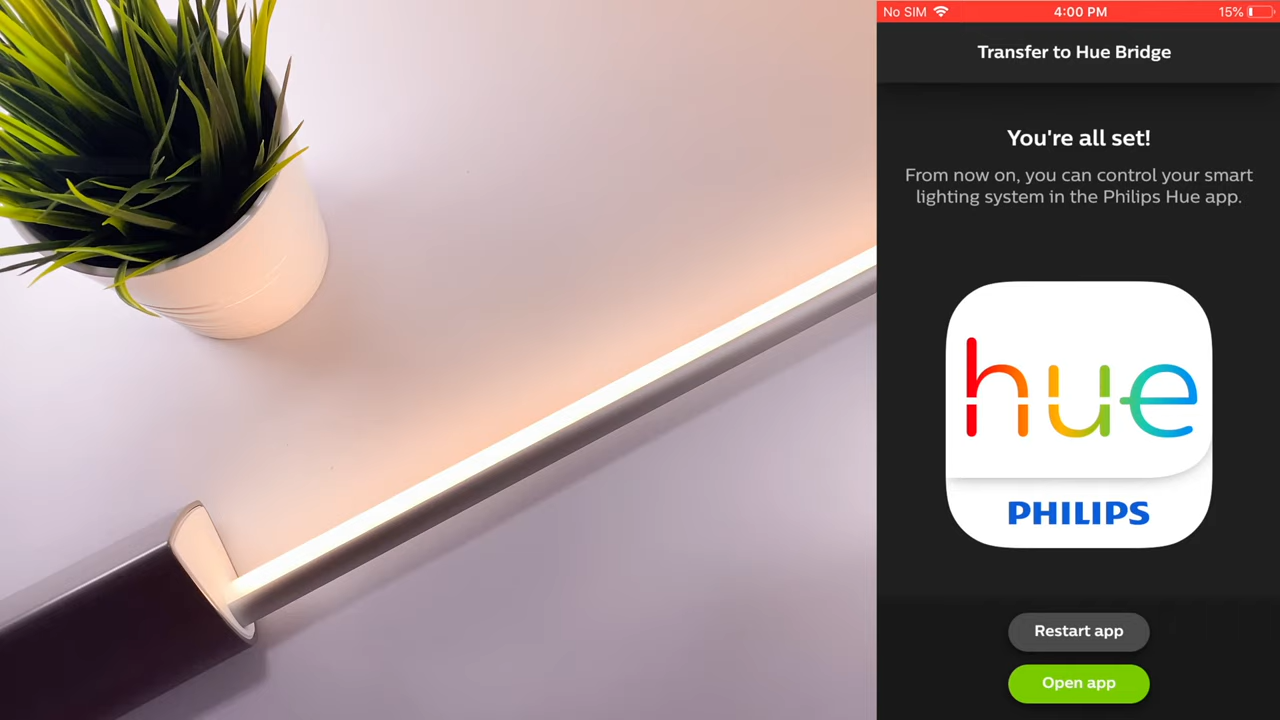 No SIM 4:00 PM 15%
Transfer to Hue Bridge
You're all set!
From now on, you can control your smart
lighting system in the Philips Hue app.
hue
PHILIPS
Restart app
Open app